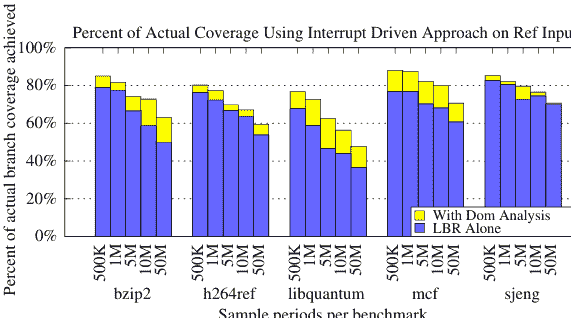 Percent of Actual Coverage Using Interrupt Driven Approach on Ref Inpu
Percent of actual branch coverage achieved
100%
80%
60%
40%
20%
0%
With Dom Analysis
LBR Alone
500K 1M 5M 10M 50M
500K 1M 5M 10M 50M
500K 1M 5M 10M 50M
500K 1M 5M 10M 50M
500K 1M 5M 10M 50M
bzip2 h264ref libquantum mcf sjeng
Sample periods per benchmark